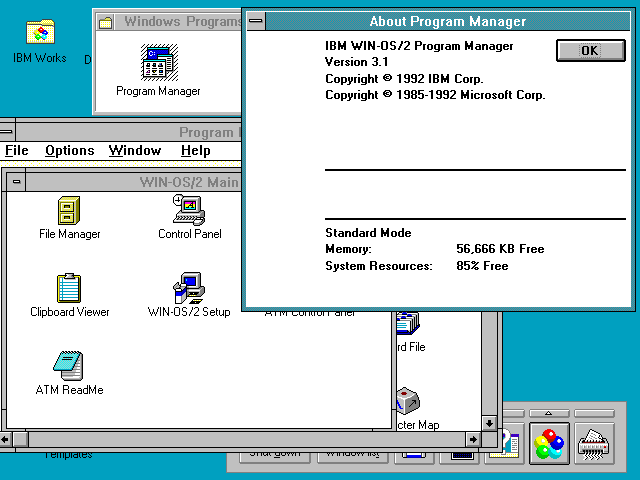 IBM Works
Windows Programs
Program Manager
About Program Manager
IBM WIN-OS/2 Program Manager
Version 3.1
Copyright © 1992 IBM Corp.
Copyright © 1985-1992 Microsoft Corp.
OK
Standard Mode
Memory: 56,666 KB Free
System Resources: 85% Free
Program
File Options Window Help
WIN-OS/2 Main
File Manager
Control Panel
Clipboard Viewer
WIN-OS/2 Setup
ATM Control Panel
ATM ReadMe
File
Map
Templates
Shut down
Window list